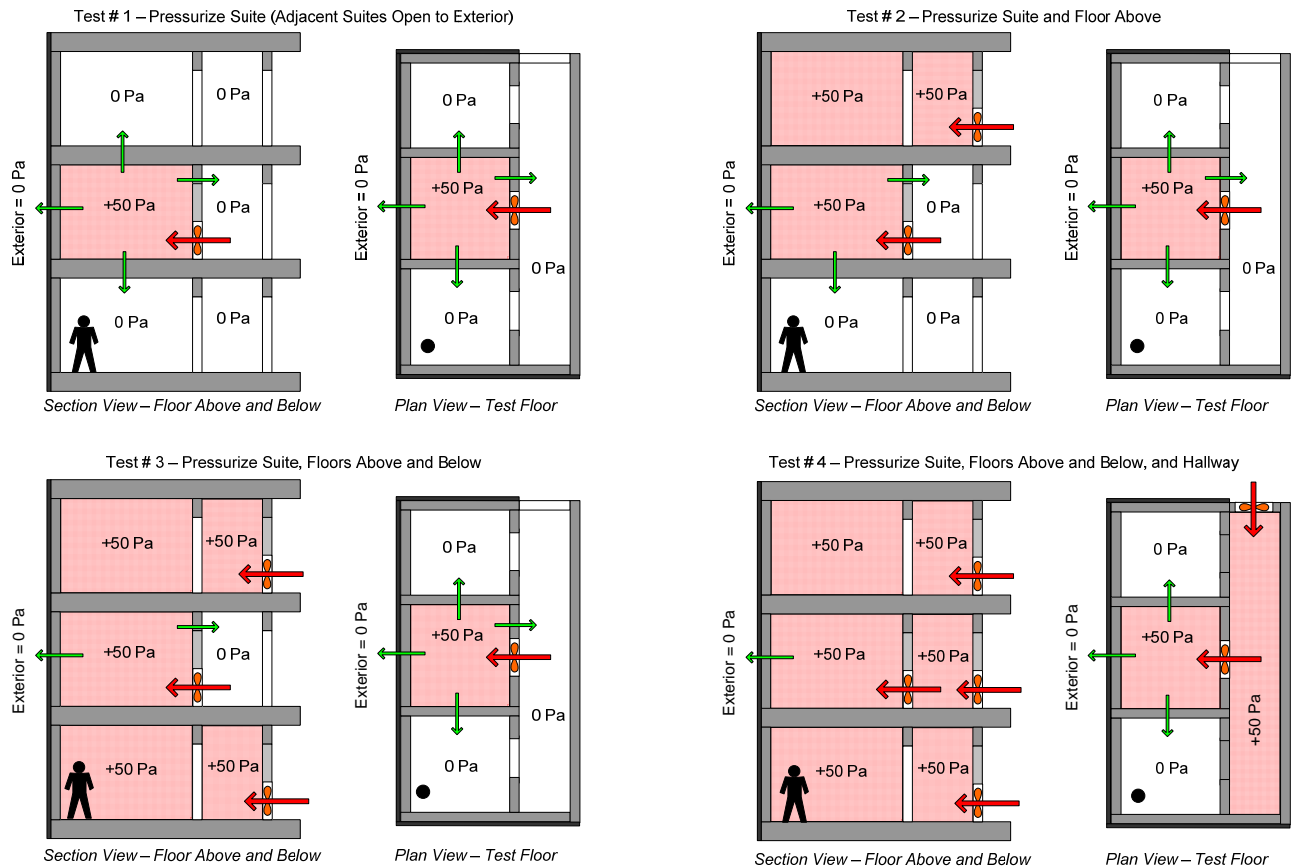 Test # 1 – Pressurize Suite (Adjacent Suites Open to Exterior)
0 Pa
0 Pa
+50 Pa
0 Pa
0 Pa
0 Pa
Exterior = 0 Pa
Section View – Floor Above and Below
0 Pa
+50 Pa
0 Pa
0 Pa
Exterior = 0 Pa
Plan View – Test Floor
Test # 2 – Pressurize Suite and Floor Above
+50 Pa
+50 Pa
+50 Pa
0 Pa
0 Pa
0 Pa
Exterior = 0 Pa
Section View – Floor Above and Below
0 Pa
+50 Pa
0 Pa
0 Pa
Exterior = 0 Pa
Plan View – Test Floor
Test # 3 – Pressurize Suite, Floors Above and Below
+50 Pa
+50 Pa
+50 Pa
0 Pa
+50 Pa
+50 Pa
Exterior = 0 Pa
Section View – Floor Above and Below
0 Pa
+50 Pa
0 Pa
0 Pa
Exterior = 0 Pa
Plan View – Test Floor
Test # 4 – Pressurize Suite, Floors Above and Below, and Hallway
+50 Pa
+50 Pa
+50 Pa
+50 Pa
+50 Pa
+50 Pa
Exterior = 0 Pa
Section View – Floor Above and Below
0 Pa
+50 Pa
+50 Pa
0 Pa
Exterior = 0 Pa
Plan View – Test Floor